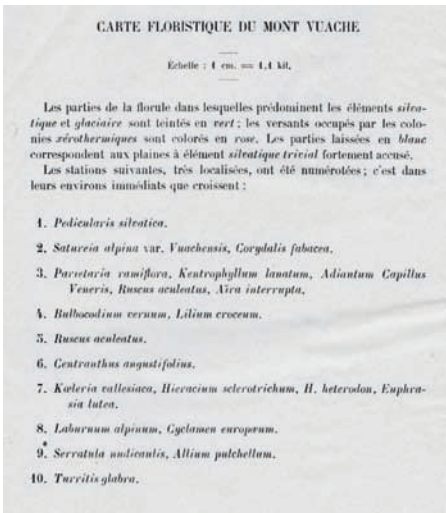 CARTE FLORISTIQUE DU MONT VUACHE
Échelle : 1 cm. = 1,1 kil.
Les parties de la florule dans lesquelles prédominent les éléments silva-
tique et glaciaire sont teintés en vert ; les versants occupés par les colo-
nies xérothermiques sont colorés en rose. Les parties laissées en blanc
correspondent aux plaines à élément silvatique trivial fortement accusé.
Les stations suivantes, très localisées, ont été numérotées ; c'est dans
leurs environs immédiats que croissent :
1. Pedicularis silvatica.
2. Satureia alpina var. Vuachensis, Corydalis fabacea.
3. Parietaria ramiflora, Kentrophyllum lanatum, Adiantum Capillus
Veneris, Ruscus aculeatus, Aïra interrupta.
4. Bulbocodium vernum, Lilium croceum.
5. Ruscus aculeatus.
6. Centranthus angustifolius.
7. Kœleria vallesiaca, Hieracium sclerotrichum, H. heterodon, Euphra-
sia lutea.
8. Laburnum alpinum, Cyclamen europæum.
9. Serratula nudicaulis, Allium pulchellum.
10. Turritis glabra.